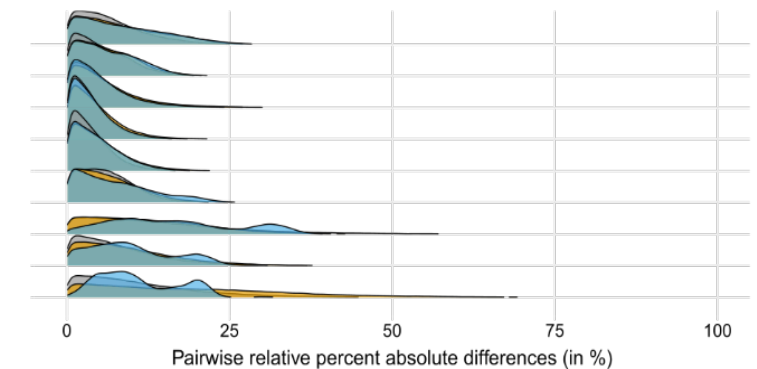 0 25 50 75 100
Pairwise relative percent absolute differences (in %)